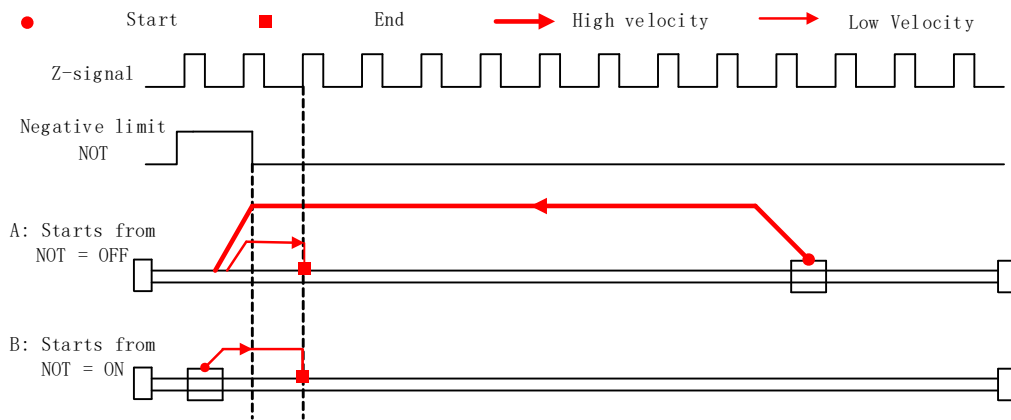 Start End High velocity Low Velocity
Z-signal
Negative limit
NOT
A: Starts from
NOT = OFF
B: Starts from
NOT = ON